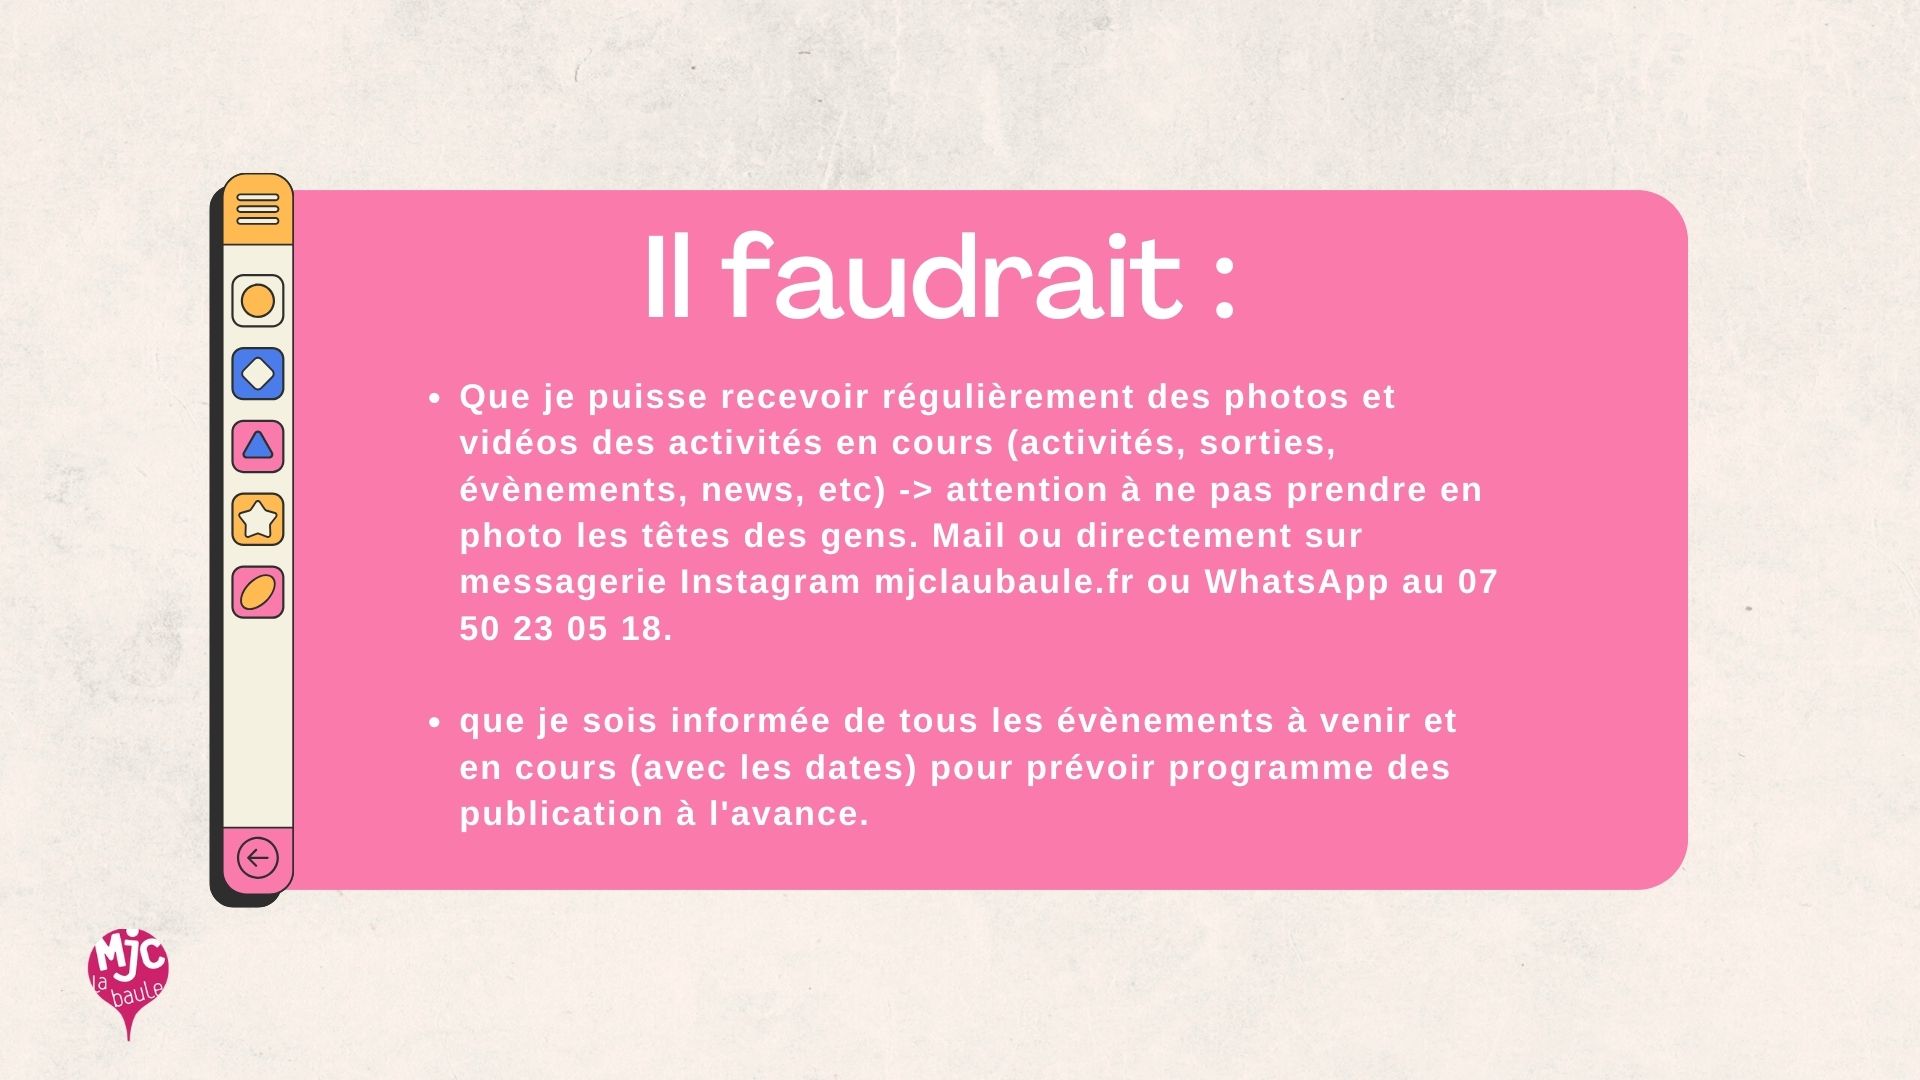 Il faudrait :
• Que je puisse recevoir régulièrement des photos et
vidéos des activités en cours (activités, sorties,
évènements, news, etc) -> attention à ne pas prendre en
photo les têtes des gens. Mail ou directement sur
messagerie Instagram mjclaubaule.fr ou WhatsApp au 07
50 23 05 18.
• que je sois informée de tous les évènements à venir et
en cours (avec les dates) pour prévoir programme des
publication à l'avance.
MJC
la
baule